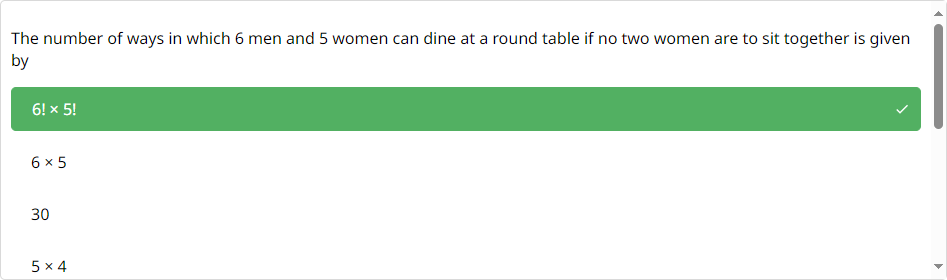 The number of ways in which 6 men and 5 women can dine at a round table if no two women are to sit together is given
by
6! × 5!
6 × 5
30
5 × 4